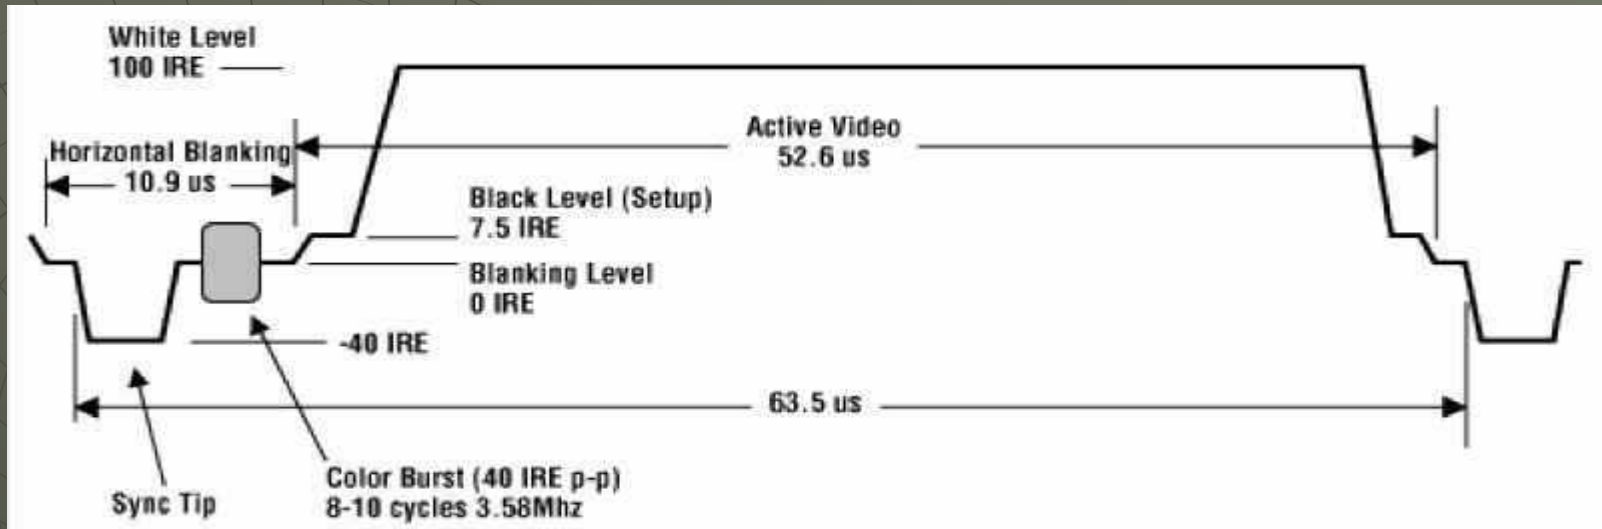 White Level
100 IRE
Active Video
52.6 us
Horizontal Blanking
10.9 us
Black Level (Setup)
7.5 IRE
Blanking Level
0 IRE
-40 IRE
63.5 us
Color Burst (40 IRE p-p)
8-10 cycles 3.58Mhz
Sync Tip